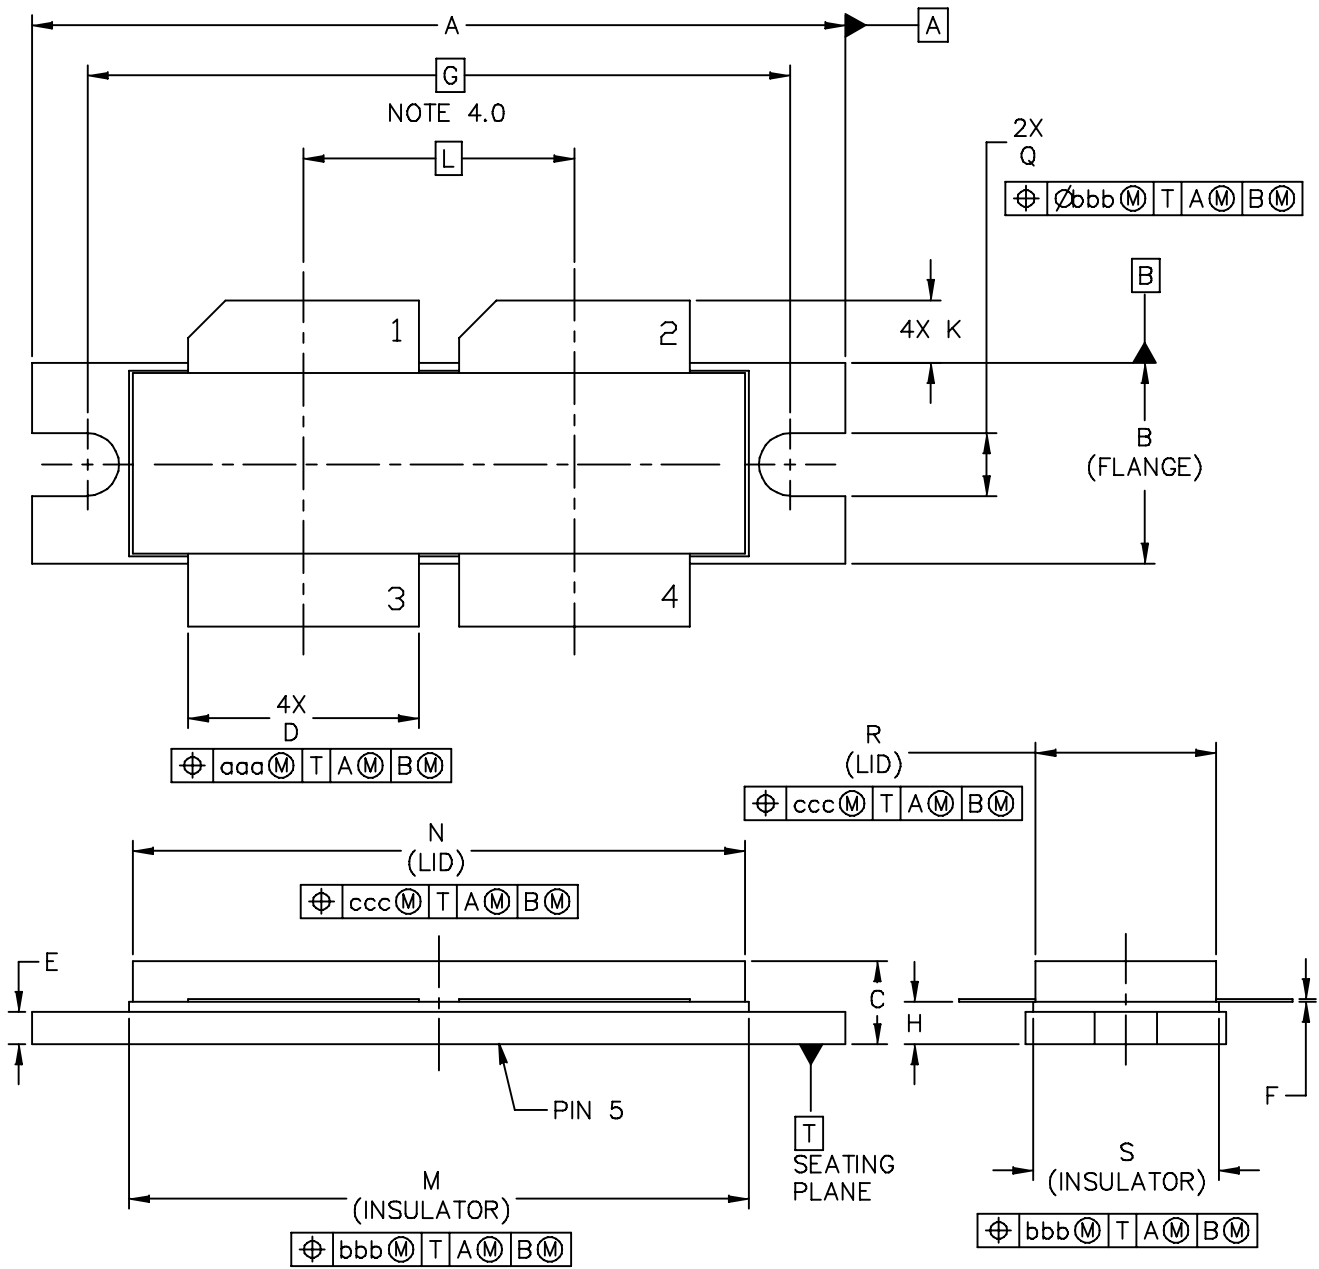 A
A
G
NOTE 4.0
L
2X
Q
⌖ Øbbb Ⓜ T A Ⓜ B Ⓜ
B
1
2
4X K
B
(FLANGE)
3
4
4X
D
⌖ aaa Ⓜ T A Ⓜ B Ⓜ
R
(LID)
⌖ ccc Ⓜ T A Ⓜ B Ⓜ
N
(LID)
⌖ ccc Ⓜ T A Ⓜ B Ⓜ
E
C
H
F
PIN 5
T
SEATING
PLANE
M
(INSULATOR)
⌖ bbb Ⓜ T A Ⓜ B Ⓜ
S
(INSULATOR)
⌖ bbb Ⓜ T A Ⓜ B Ⓜ